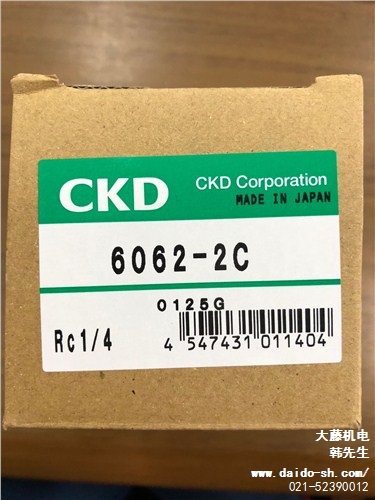 CKD
CKD Corporation
MADE IN JAPAN
6062-2C
0125G
Rc1/4
4 547431 011404
大藤机电
韩先生
www.daido-sh.com/
021-52390012